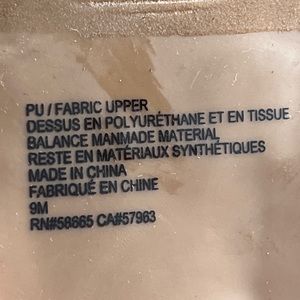 PU / FABRIC UPPER
DESSUS EN POLYURÉTHANE ET EN TISSUE
BALANCE MANMADE MATERIAL
RESTE EN MATÉRIAUX SYNTHÉTIQUES
MADE IN CHINA
FABRIQUÉ EN CHINE
9M
RN#56665 CA#57963